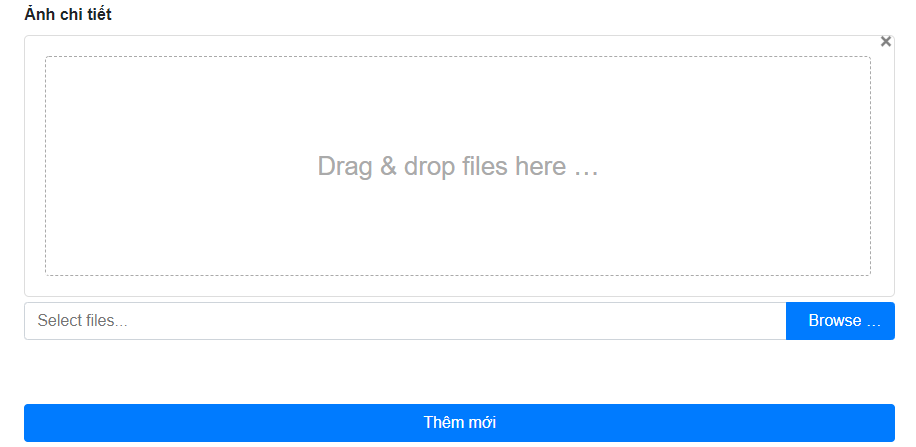 Ảnh chi tiết
×
Drag & drop files here …
Select files...
Browse …
Thêm mới